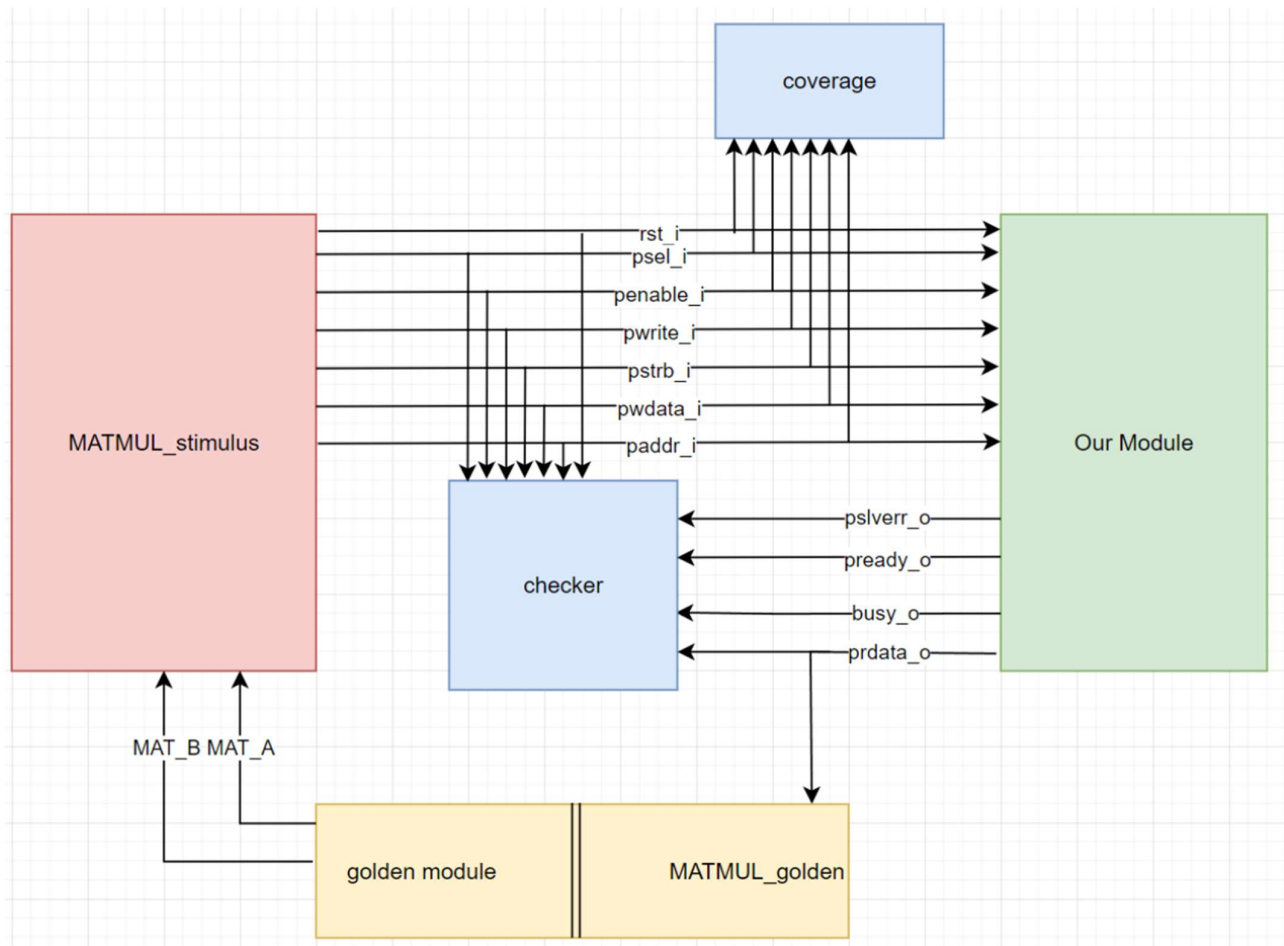 coverage
rst_i
psel_i
penable_i
pwrite_i
pstrb_i
pwdata_i
MATMUL_stimulus
paddr_i
Our Module
pslverr_o
pready_o
checker
busy_o
prdata_o
MAT_B MAT_A
golden module
MATMUL_golden